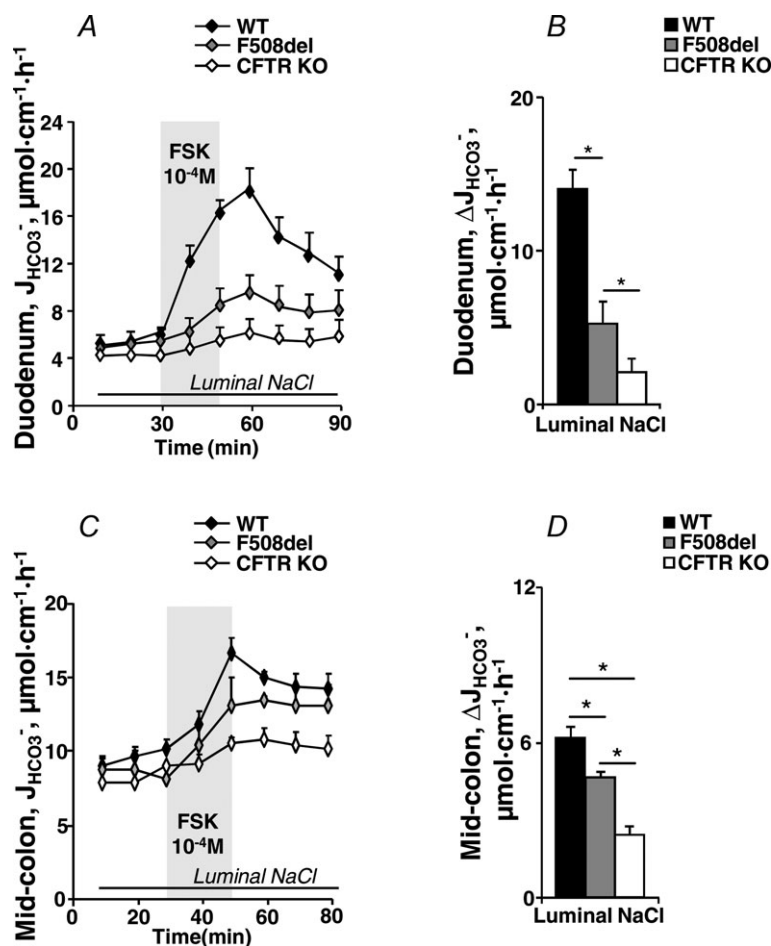 A
WT
F508del
CFTR KO
Duodenum, J_HCO3⁻, µmol·cm⁻¹·h⁻¹
24
20
16
12
8
4
0
FSK
10⁻⁴M
Luminal NaCl
0
30
60
90
Time (min)
B
WT
F508del
CFTR KO
Duodenum, ΔJ_HCO3⁻,
µmol·cm⁻¹·h⁻¹
20
10
0
*
*
Luminal NaCl
C
WT
F508del
CFTR KO
Mid-colon, J_HCO3⁻, µmol·cm⁻¹·h⁻¹
20
15
10
5
0
FSK
10⁻⁴M
Luminal NaCl
0
20
40
60
80
Time(min)
D
WT
F508del
CFTR KO
Mid-colon, ΔJ_HCO3⁻,
µmol·cm⁻¹·h⁻¹
12
6
0
*
*
*
Luminal NaCl